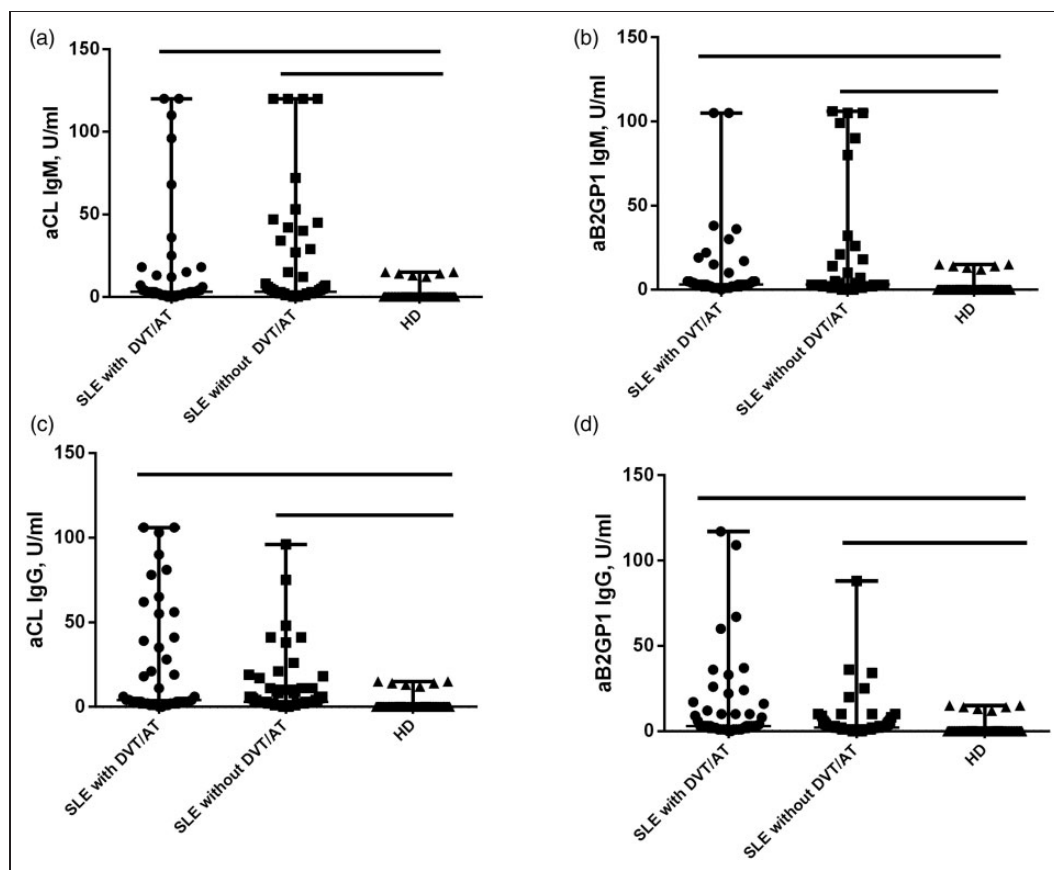 (a)
150
100
50
0
aCL IgM, U/ml
SLE with DVT/AT
SLE without DVT/AT
HD
(b)
150
100
50
0
aB2GP1 IgM, U/ml
SLE with DVT/AT
SLE without DVT/AT
HD
(c)
150
100
50
0
aCL IgG, U/ml
SLE with DVT/AT
SLE without DVT/AT
HD
(d)
150
100
50
0
aB2GP1 IgG, U/ml
SLE with DVT/AT
SLE without DVT/AT
HD